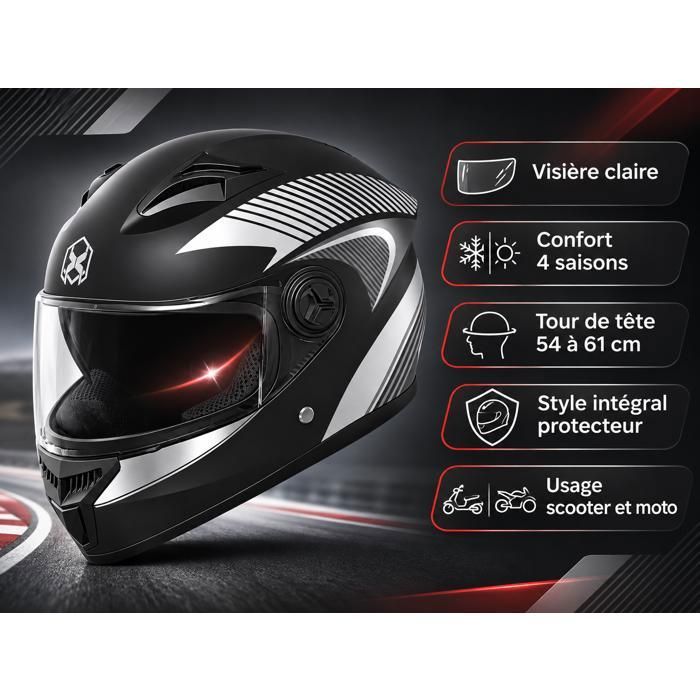 Visière claire
Confort
4 saisons
Tour de tête
54 à 61 cm
Style intégral
protecteur
Usage
scooter et moto